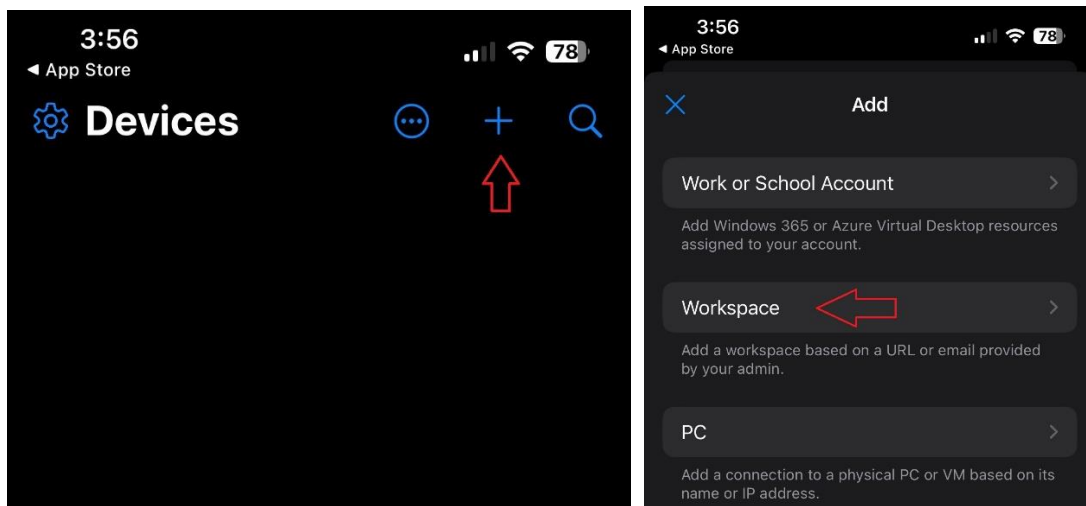 3:56
78
App Store
Devices
3:56
78
App Store
Add
Work or School Account
Add Windows 365 or Azure Virtual Desktop resources
assigned to your account.
Workspace
Add a workspace based on a URL or email provided
by your admin.
PC
Add a connection to a physical PC or VM based on its
name or IP address.